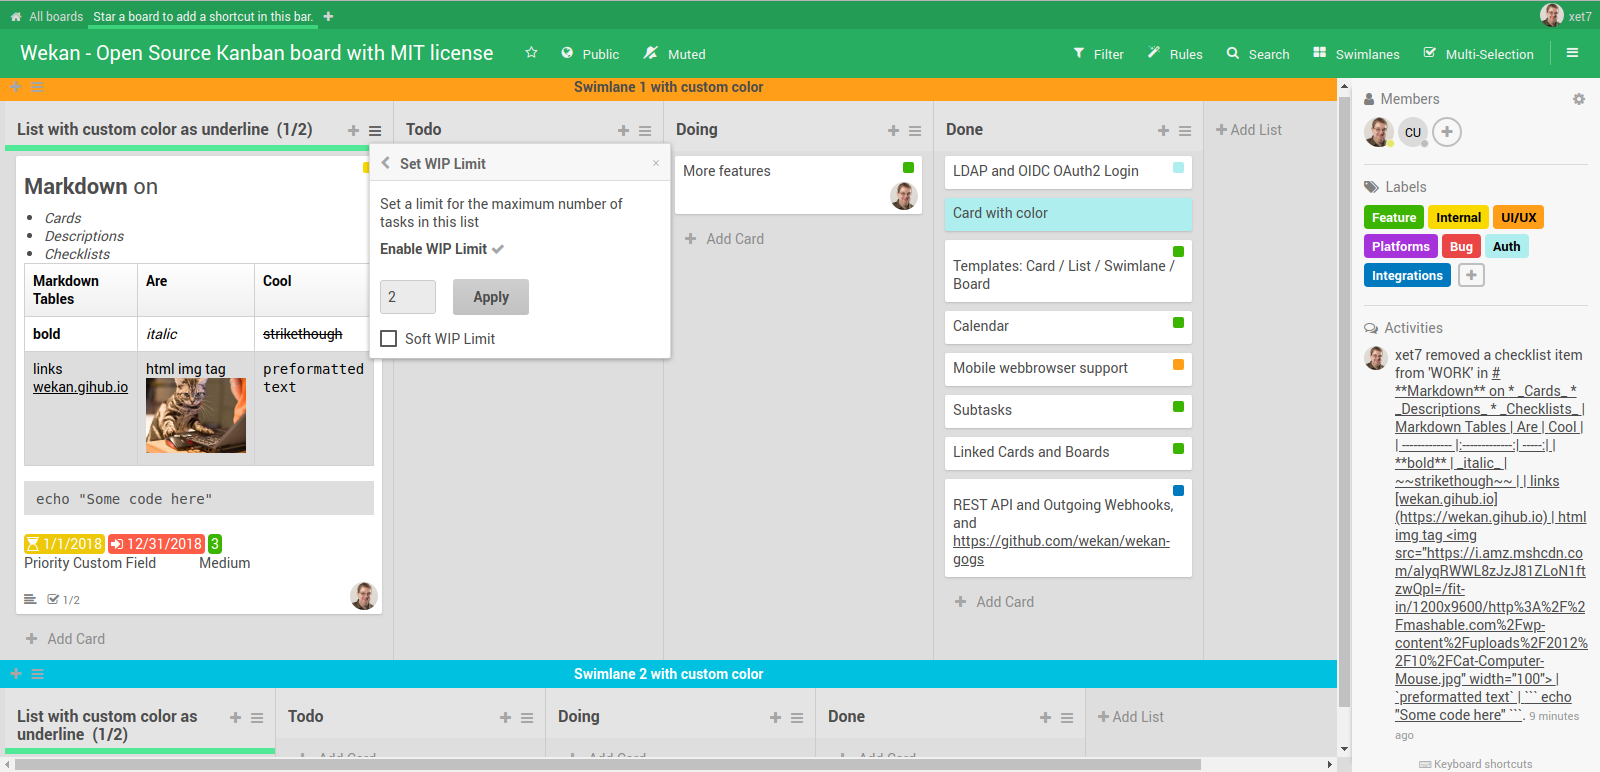 All boards
Star a board to add a shortcut in this bar.
xet7
Wekan - Open Source Kanban board with MIT license
Public
Muted
Filter
Rules
Search
Swimlanes
Multi-Selection
Swimlane 1 with custom color
List with custom color as underline (1/2)
Markdown on
Cards
Descriptions
Checklists
Markdown Tables
Are
Cool
bold
italic
strikethough
links
wekan.gihub.io
html img tag
preformatted
text
echo "Some code here"
1/1/2018
12/31/2018
3
Priority Custom Field
Medium
1/2
Add Card
Todo
Set WIP Limit
Set a limit for the maximum number of
tasks in this list
Enable WIP Limit
2
Apply
Soft WIP Limit
Doing
More features
Add Card
Done
LDAP and OIDC OAuth2 Login
Card with color
Templates: Card / List / Swimlane /
Board
Calendar
Mobile webbrowser support
Subtasks
Linked Cards and Boards
REST API and Outgoing Webhooks,
and
https://github.com/wekan/wekan-
gogs
Add Card
Add List
Swimlane 2 with custom color
List with custom color as
underline (1/2)
Todo
Add Card
Doing
Add Card
Done
Add Card
Add List
Members
CU
Labels
Feature
Internal
UI/UX
Platforms
Bug
Auth
Integrations
Activities
xet7 removed a checklist item
from 'WORK' in #
**Markdown** on * _Cards_ *
_Descriptions_ * _Checklists_ |
Markdown Tables | Are | Cool |
| ------------- |:-------------:| -----:| |
**bold** | _italic_ |
~~strikethough~~ | | links
[wekan.gihub.io]
(https://wekan.gihub.io) | html
img tag <img
src="https://i.amz.mshcdn.co
m/alyqRWWL8zJzJ81ZLoN1ft
zwQpI=/fit-
in/1200x9600/http%3A%2F%2
Fmashable.com%2Fwp-
content%2Fuploads%2F2012%
2F10%2FCat-Computer-
Mouse.jpg" width="100"> |
`preformatted text` | ``` echo
"Some code here" ```. 9 minutes
ago
Keyboard shortcuts